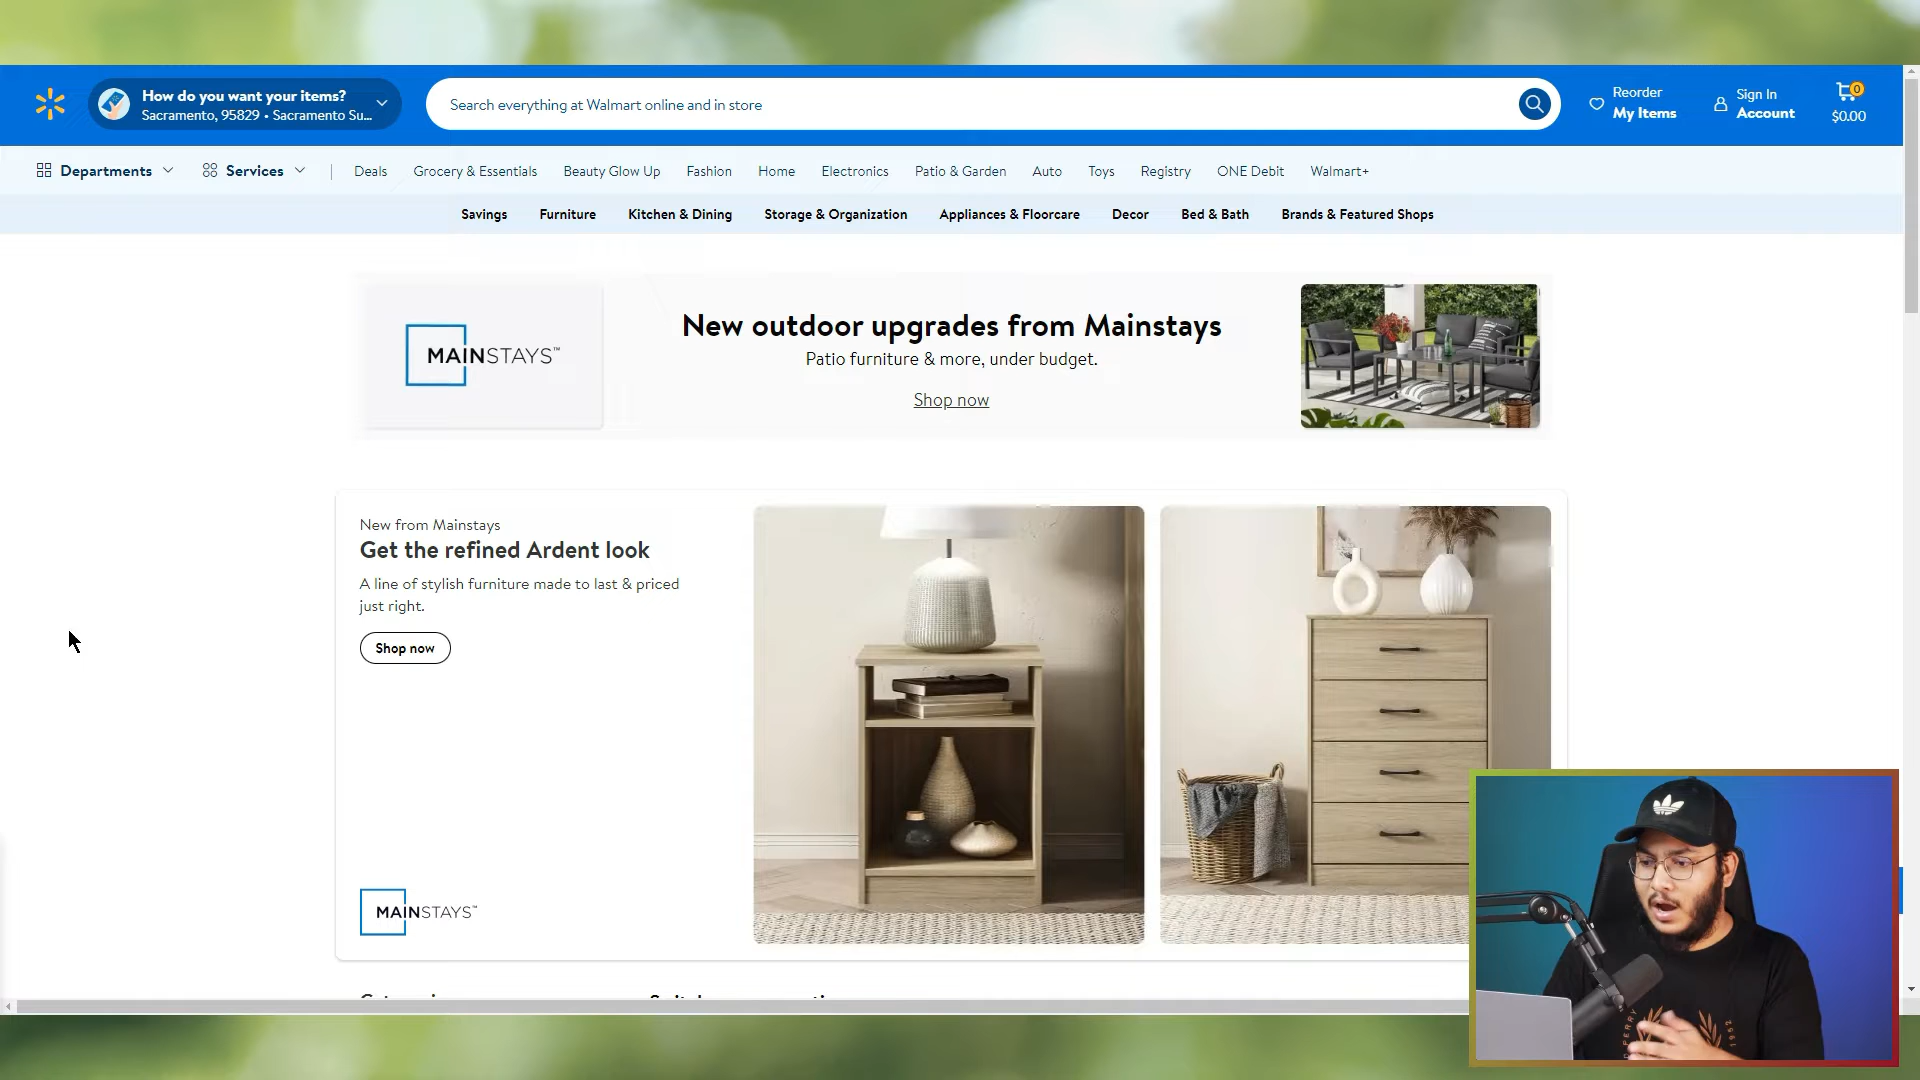 How do you want your items?
Sacramento, 95829 • Sacramento Su...
Search everything at Walmart online and in store
Reorder
My Items
Sign In
Account
0
$0.00
Departments
Services
Deals
Grocery & Essentials
Beauty Glow Up
Fashion
Home
Electronics
Patio & Garden
Auto
Toys
Registry
ONE Debit
Walmart+
Savings
Furniture
Kitchen & Dining
Storage & Organization
Appliances & Floorcare
Decor
Bed & Bath
Brands & Featured Shops
MAINSTAYS™
New outdoor upgrades from Mainstays
Patio furniture & more, under budget.
Shop now
New from Mainstays
Get the refined Ardent look
A line of stylish furniture made to last & priced
just right.
Shop now
MAINSTAYS™